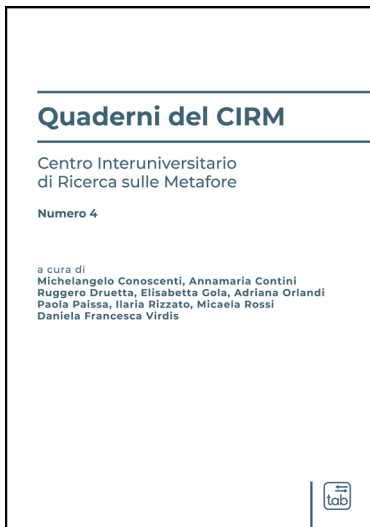 Quaderni del CIRM
Centro Interuniversitario
di Ricerca sulle Metafore
Numero 4
a cura di
Michelangelo Conoscenti, Annamaria Contini
Ruggero Druetta, Elisabetta Gola, Adriana Orlandi
Paola Paissa, Ilaria Rizzato, Micaela Rossi
Daniela Francesca Virdis
tab